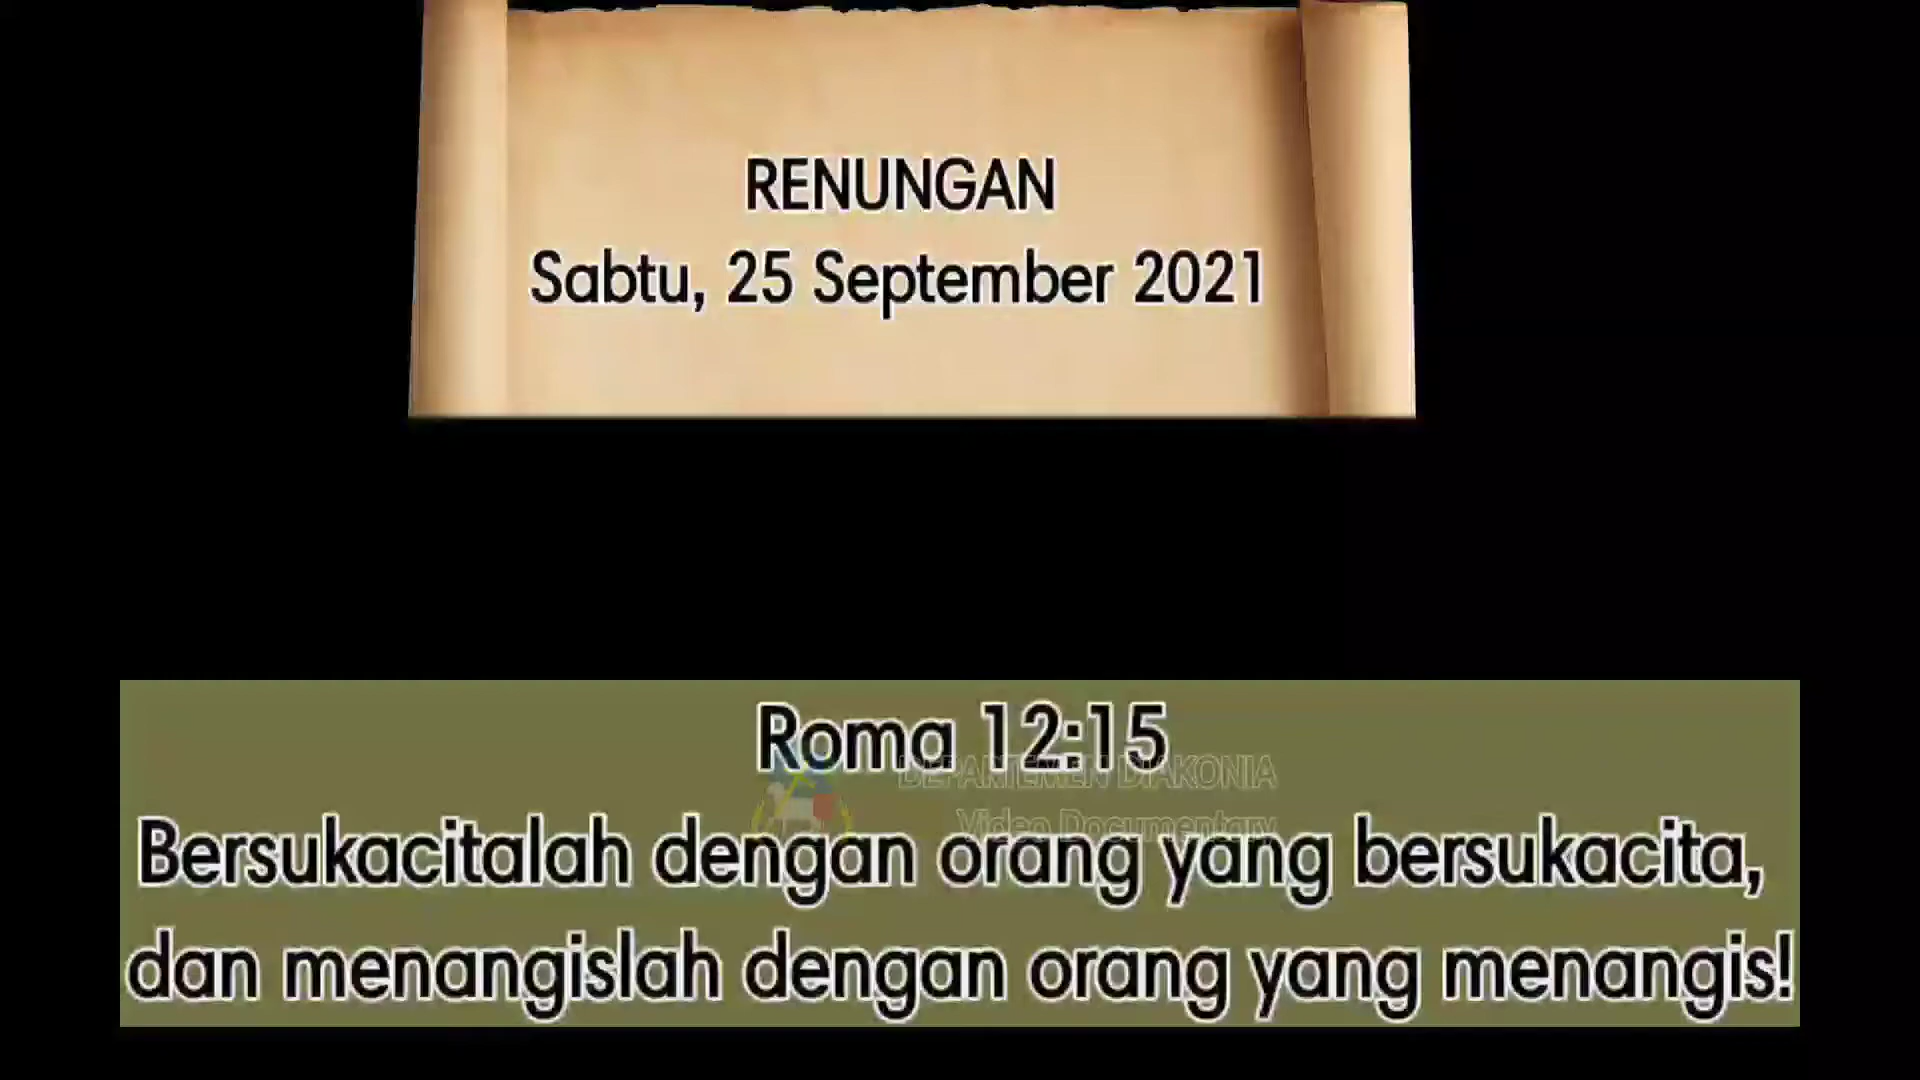 RENUNGAN
Sabtu, 25 September 2021
Roma 12:15
DEPARTEMEN DIAKONIA
Video Documentary
Bersukacitalah dengan orang yang bersukacita,
dan menangislah dengan orang yang menangis!